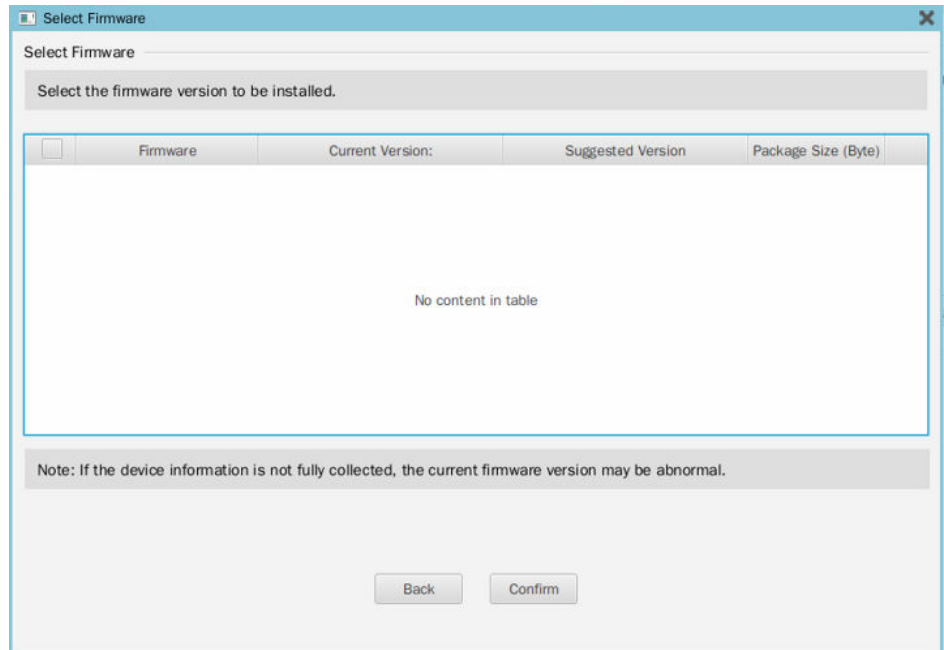 Select Firmware
Select Firmware
Select the firmware version to be installed.
Firmware Current Version: Suggested Version Package Size (Byte)
No content in table
Note: If the device information is not fully collected, the current firmware version may be abnormal.
Back Confirm